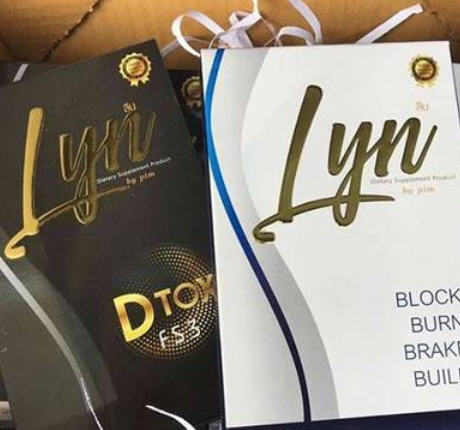 ลิน
Lyn
Dietary Supplement Product
by pim
DTOX
FS3
ลิน
Lyn
Dietary Supplement Product
by pim
BLOCK
BURN
BRAKE
BUIL